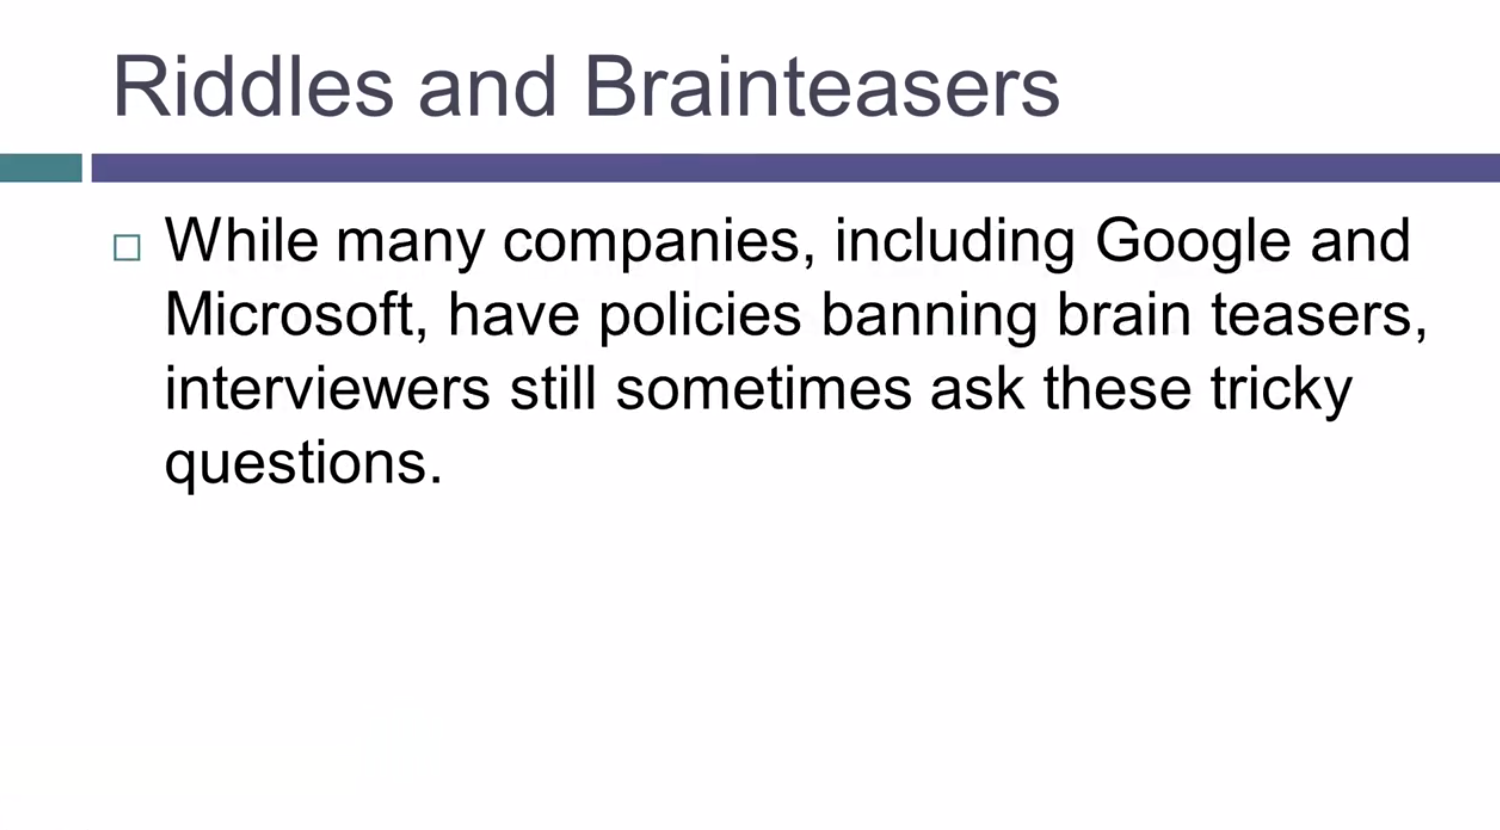 Riddles and Brainteasers
While many companies, including Google and
Microsoft, have policies banning brain teasers,
interviewers still sometimes ask these tricky
questions.